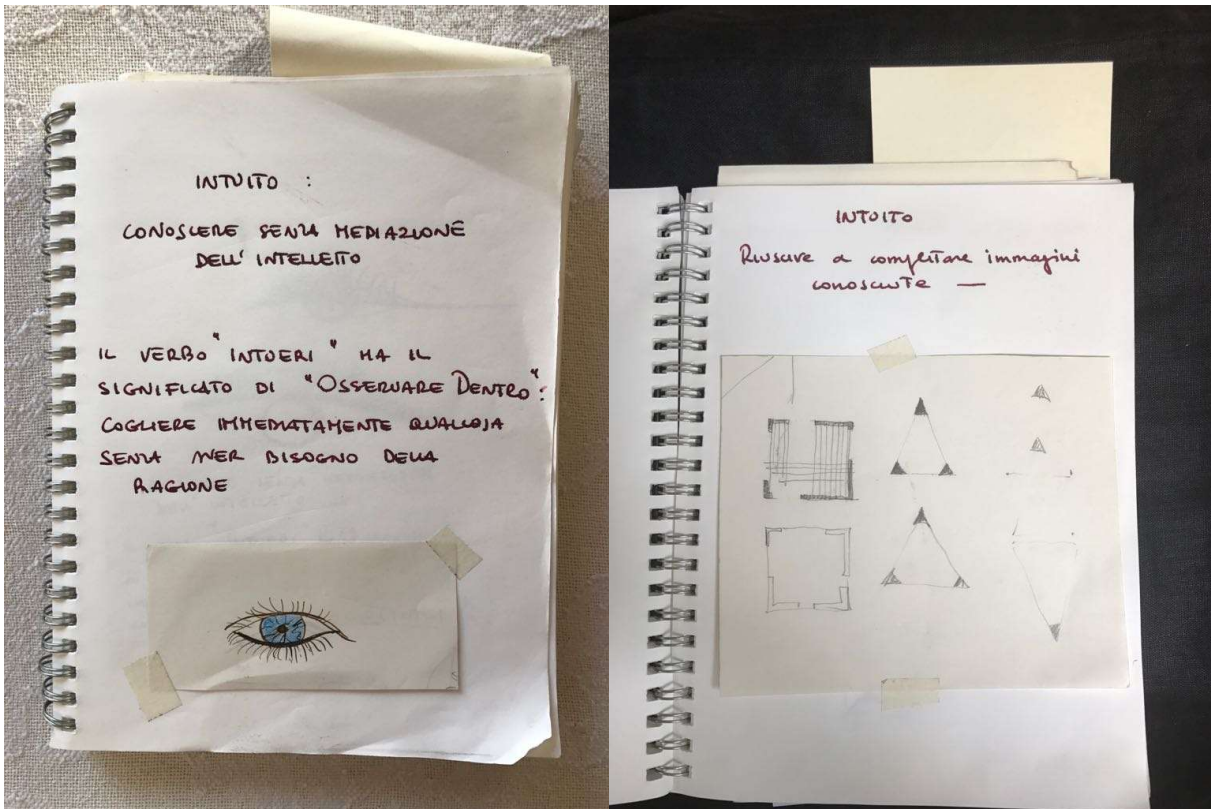 INTUITO :
CONOSCERE SENZA MEDIAZIONE
DELL' INTELLETTO
IL VERBO "INTUERI" HA IL
SIGNIFICATO DI "OSSERVARE DENTRO":
COGLIERE IMMEDIATAMENTE QUALCOSA
SENZA AVER BISOGNO DELLA
RAGIONE
INTUITO
Riuscire a completare immagini
conosciute —